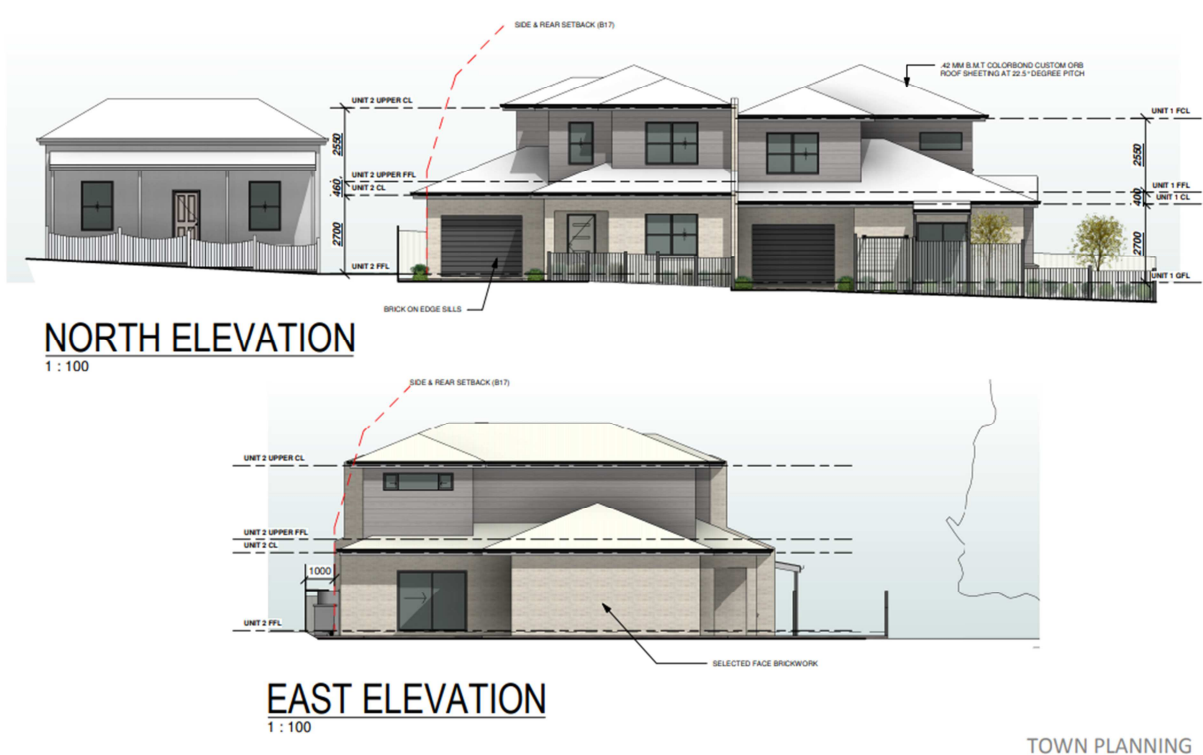 SIDE & REAR SETBACK (B17)
.42 MM B.M.T COLORBOND CUSTOM ORB
ROOF SHEETING AT 22.5° DEGREE PITCH
UNIT 2 UPPER CL
UNIT 1 FCL
2550
2550
UNIT 2 UPPER FFL
UNIT 1 FFL
460
400
UNIT 2 CL
UNIT 1 CL
2700
2700
UNIT 2 FFL
UNIT 1 GFL
BRICK ON EDGE SILLS
NORTH ELEVATION
1 : 100
SIDE & REAR SETBACK (B17)
UNIT 2 UPPER CL
UNIT 2 UPPER FFL
UNIT 2 CL
1000
UNIT 2 FFL
SELECTED FACE BRICKWORK
EAST ELEVATION
1 : 100
TOWN PLANNING